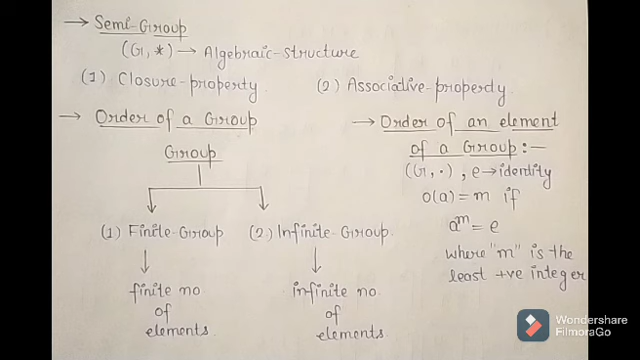 → Semi-Group
(G, *) → Algebraic-structure
(1) Closure-property
(2) Associative-property
→ Order of a Group
Group
(1) Finite-Group
(2) Infinite-Group.
finite no.
of
elements.
infinite no.
of
elements.
→ Order of an element
of a Group:-
(G, ·) , e → identity
o(a) = m if
a^m = e
where "m" is the
least +ve integer
Wondershare
FilmoraGo